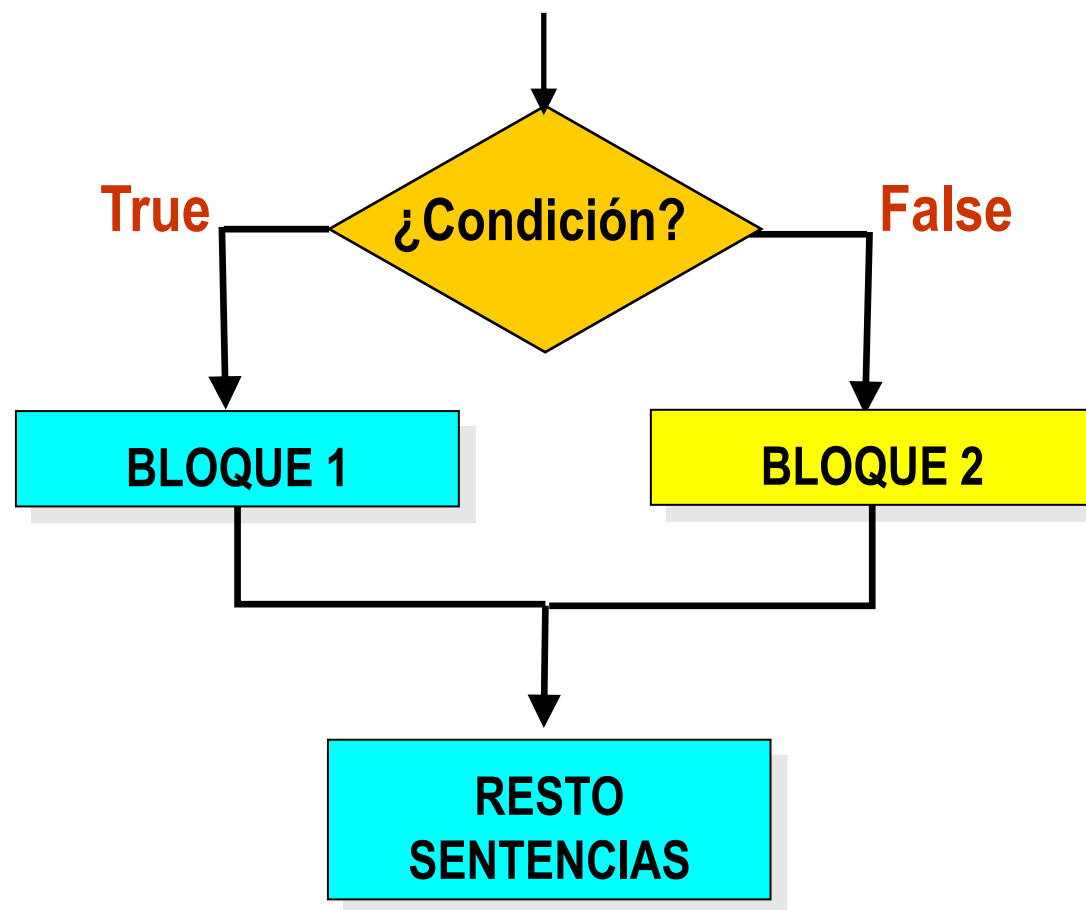 True
¿Condición?
False
BLOQUE 1
BLOQUE 2
RESTO
SENTENCIAS